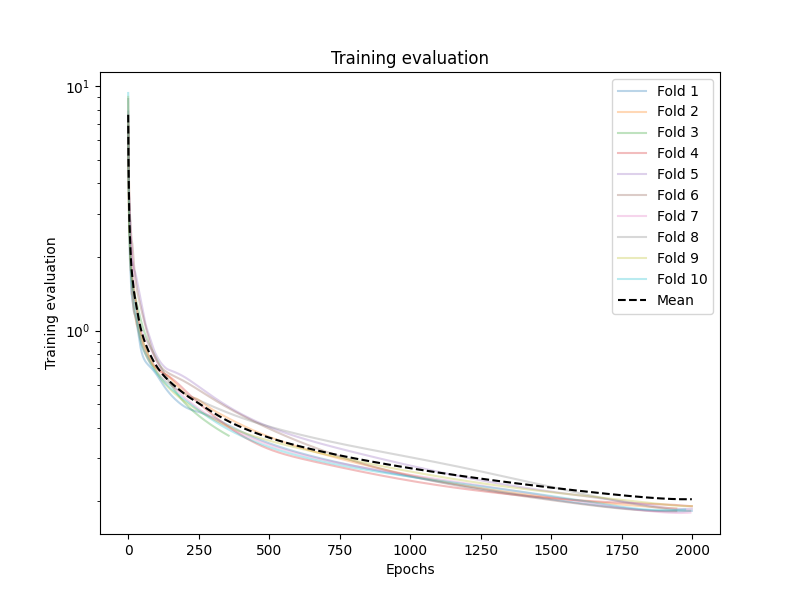 Training evaluation
Training evaluation
10¹
10⁰
Fold 1
Fold 2
Fold 3
Fold 4
Fold 5
Fold 6
Fold 7
Fold 8
Fold 9
Fold 10
Mean
0 250 500 750 1000 1250 1500 1750 2000
Epochs